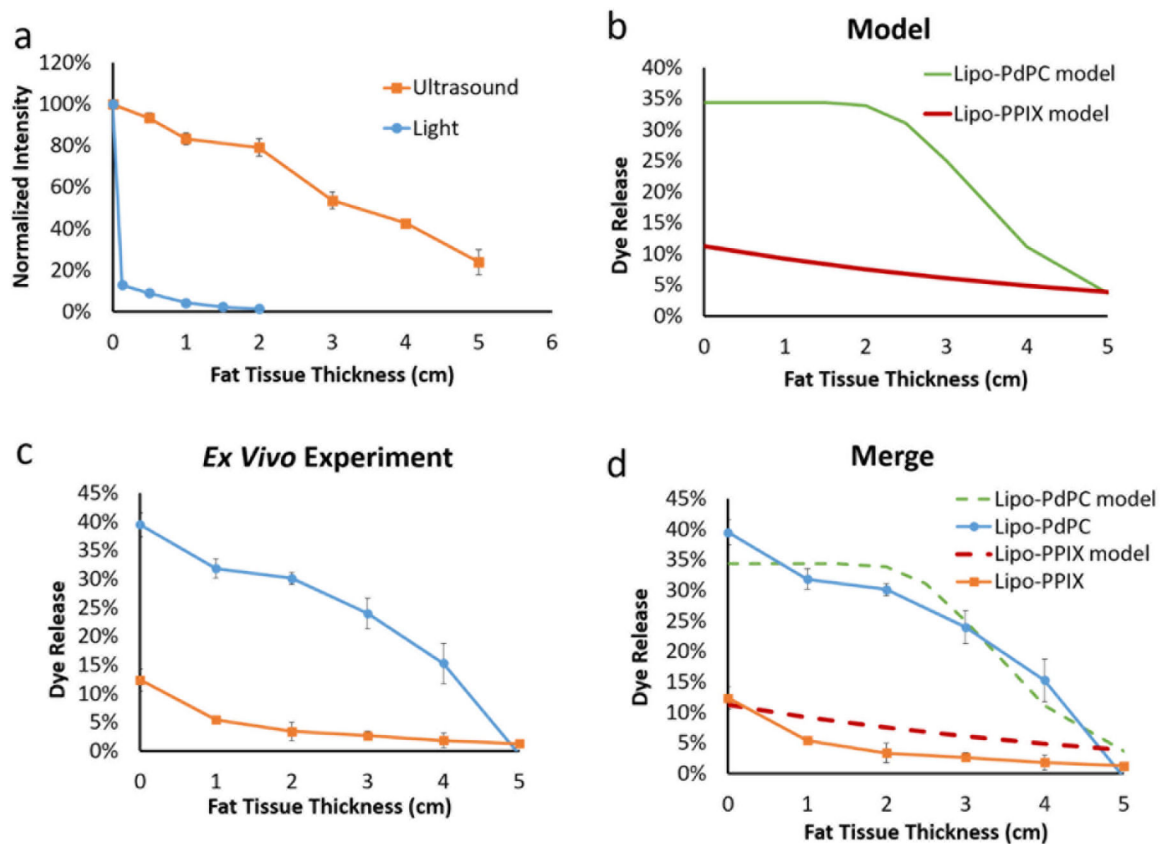 a
120%
100%
80%
60%
40%
20%
0%
Normalized Intensity
Ultrasound
Light
0 1 2 3 4 5 6
Fat Tissue Thickness (cm)
b
Model
40%
35%
30%
25%
20%
15%
10%
5%
0%
Dye Release
Lipo-PdPC model
Lipo-PPIX model
0 1 2 3 4 5
Fat Tissue Thickness (cm)
c
Ex Vivo Experiment
45%
40%
35%
30%
25%
20%
15%
10%
5%
0%
Dye Release
0 1 2 3 4 5
Fat Tissue Thickness (cm)
d
Merge
45%
40%
35%
30%
25%
20%
15%
10%
5%
0%
Dye Release
Lipo-PdPC model
Lipo-PdPC
Lipo-PPIX model
Lipo-PPIX
0 1 2 3 4 5
Fat Tissue Thickness (cm)